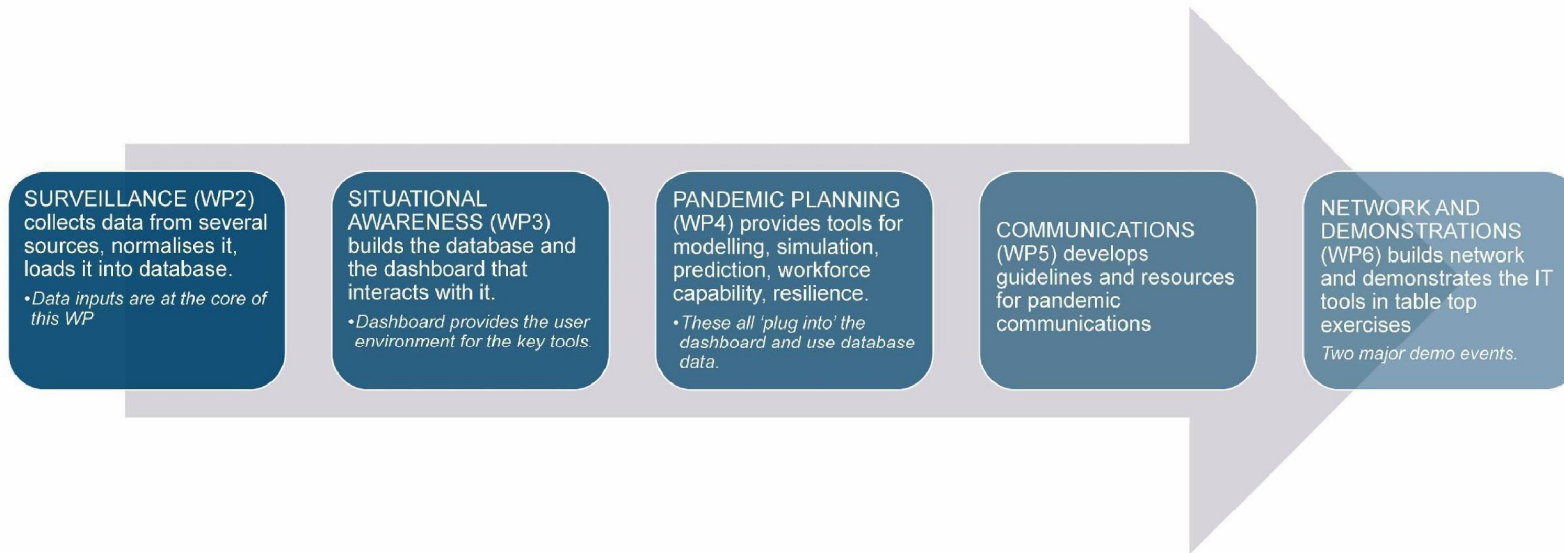 SURVEILLANCE (WP2)
collects data from several
sources, normalises it,
loads it into database.
•Data inputs are at the core of
this WP
SITUATIONAL
AWARENESS (WP3)
builds the database and
the dashboard that
interacts with it.
•Dashboard provides the user
environment for the key tools.
PANDEMIC PLANNING
(WP4) provides tools for
modelling, simulation,
prediction, workforce
capability, resilience.
•These all ‘plug into’ the
dashboard and use database
data.
COMMUNICATIONS
(WP5) develops
guidelines and resources
for pandemic
communications
NETWORK AND
DEMONSTRATIONS
(WP6) builds network
and demonstrates the IT
tools in table top
exercises
Two major demo events.